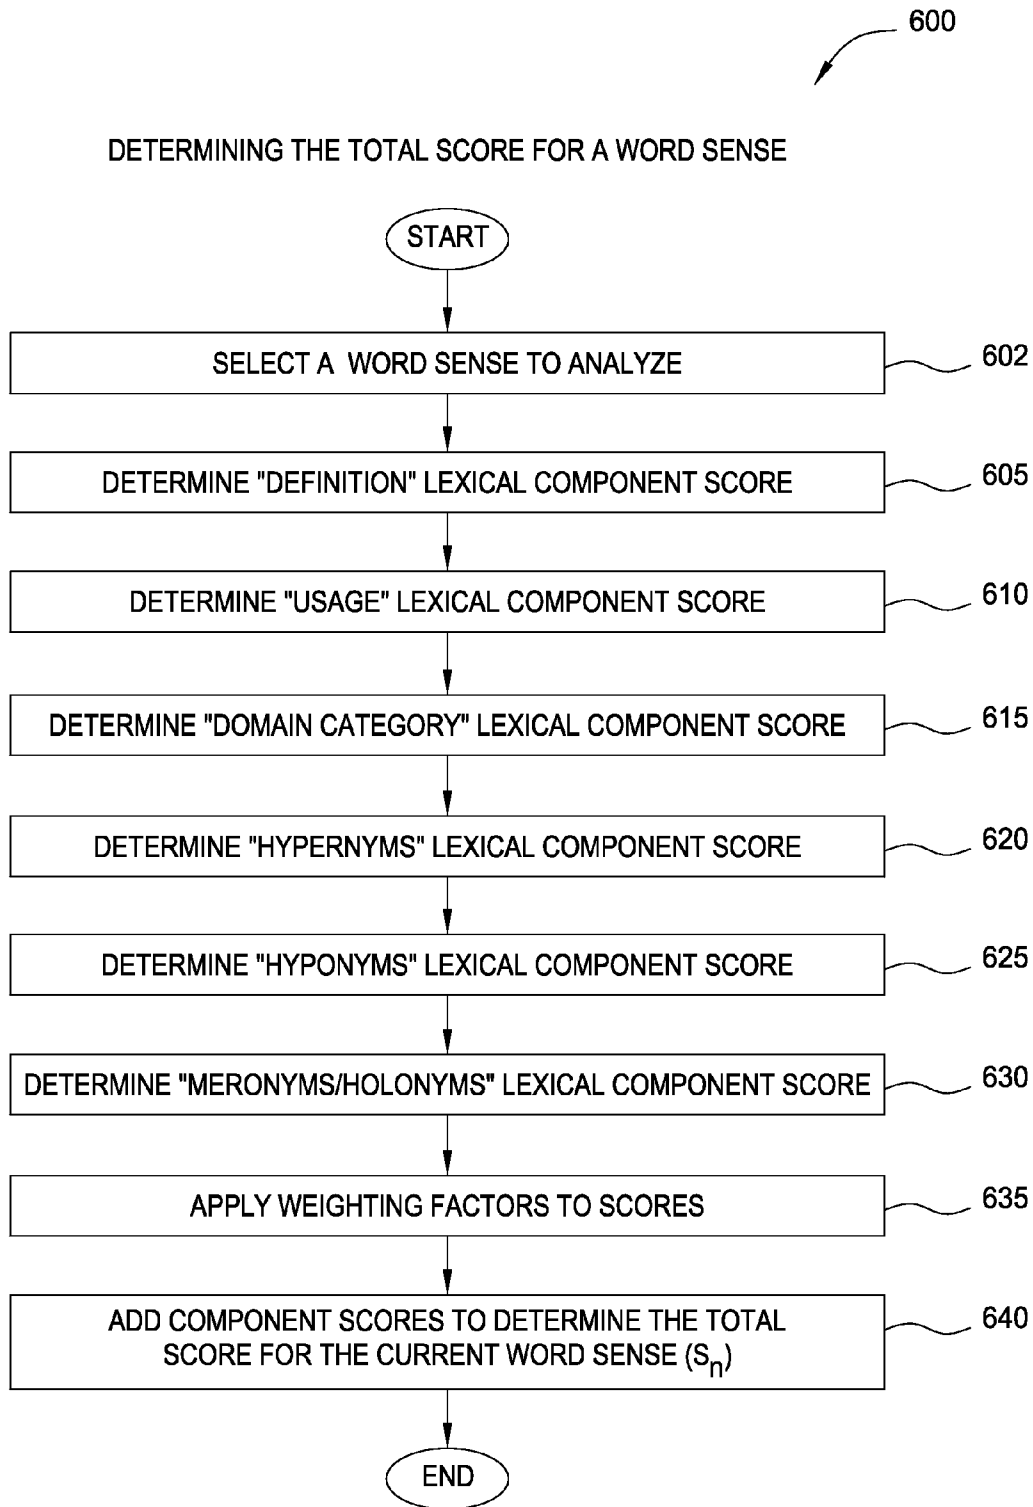 600
DETERMINING THE TOTAL SCORE FOR A WORD SENSE
START
SELECT A WORD SENSE TO ANALYZE
602
DETERMINE "DEFINITION" LEXICAL COMPONENT SCORE
605
DETERMINE "USAGE" LEXICAL COMPONENT SCORE
610
DETERMINE "DOMAIN CATEGORY" LEXICAL COMPONENT SCORE
615
DETERMINE "HYPERNYMS" LEXICAL COMPONENT SCORE
620
DETERMINE "HYPONYMS" LEXICAL COMPONENT SCORE
625
DETERMINE "MERONYMS/HOLONYMS" LEXICAL COMPONENT SCORE
630
APPLY WEIGHTING FACTORS TO SCORES
635
ADD COMPONENT SCORES TO DETERMINE THE TOTAL
SCORE FOR THE CURRENT WORD SENSE (Sn)
640
END